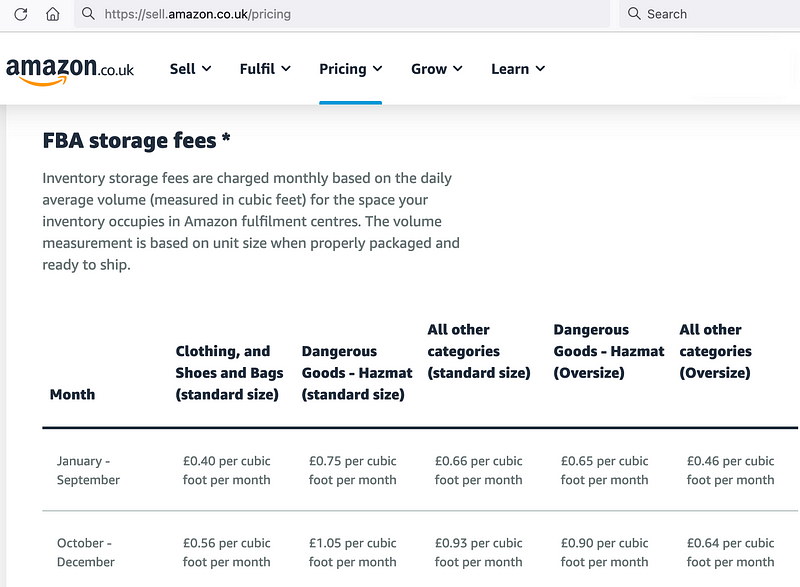 https://sell.amazon.co.uk/pricing
Search
amazon.co.uk
Sell
Fulfil
Pricing
Grow
Learn
FBA storage fees *
Inventory storage fees are charged monthly based on the daily
average volume (measured in cubic feet) for the space your
inventory occupies in Amazon fulfilment centres. The volume
measurement is based on unit size when properly packaged and
ready to ship.
Month
Clothing, and
Shoes and Bags
(standard size)
Dangerous
Goods - Hazmat
(standard size)
All other
categories
(standard size)
Dangerous
Goods - Hazmat
(Oversize)
All other
categories
(Oversize)
January -
September
£0.40 per cubic
foot per month
£0.75 per cubic
foot per month
£0.66 per cubic
foot per month
£0.65 per cubic
foot per month
£0.46 per cubic
foot per month
October -
December
£0.56 per cubic
foot per month
£1.05 per cubic
foot per month
£0.93 per cubic
foot per month
£0.90 per cubic
foot per month
£0.64 per cubic
foot per month